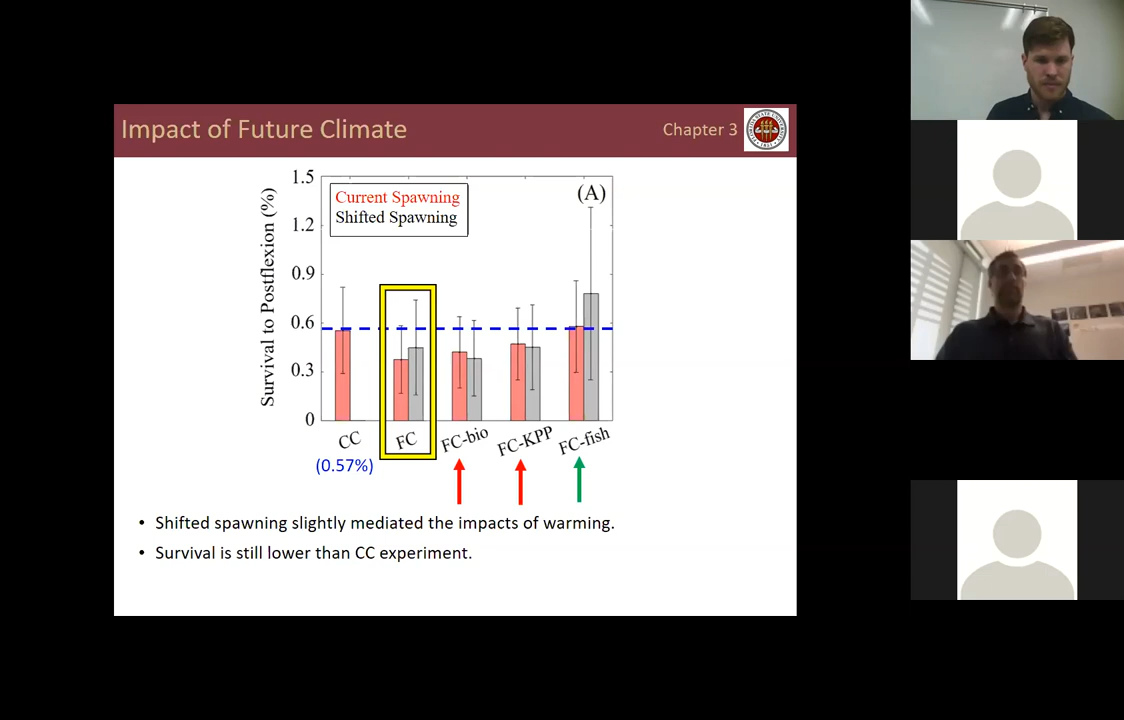 Impact of Future Climate
Chapter 3
Survival to Postflexion (%)
1.5
1.2
0.9
0.6
0.3
0
Current Spawning
Shifted Spawning
(A)
CC
FC
FC-bio
FC-KPP
FC-fish
(0.57%)
• Shifted spawning slightly mediated the impacts of warming.
• Survival is still lower than CC experiment.